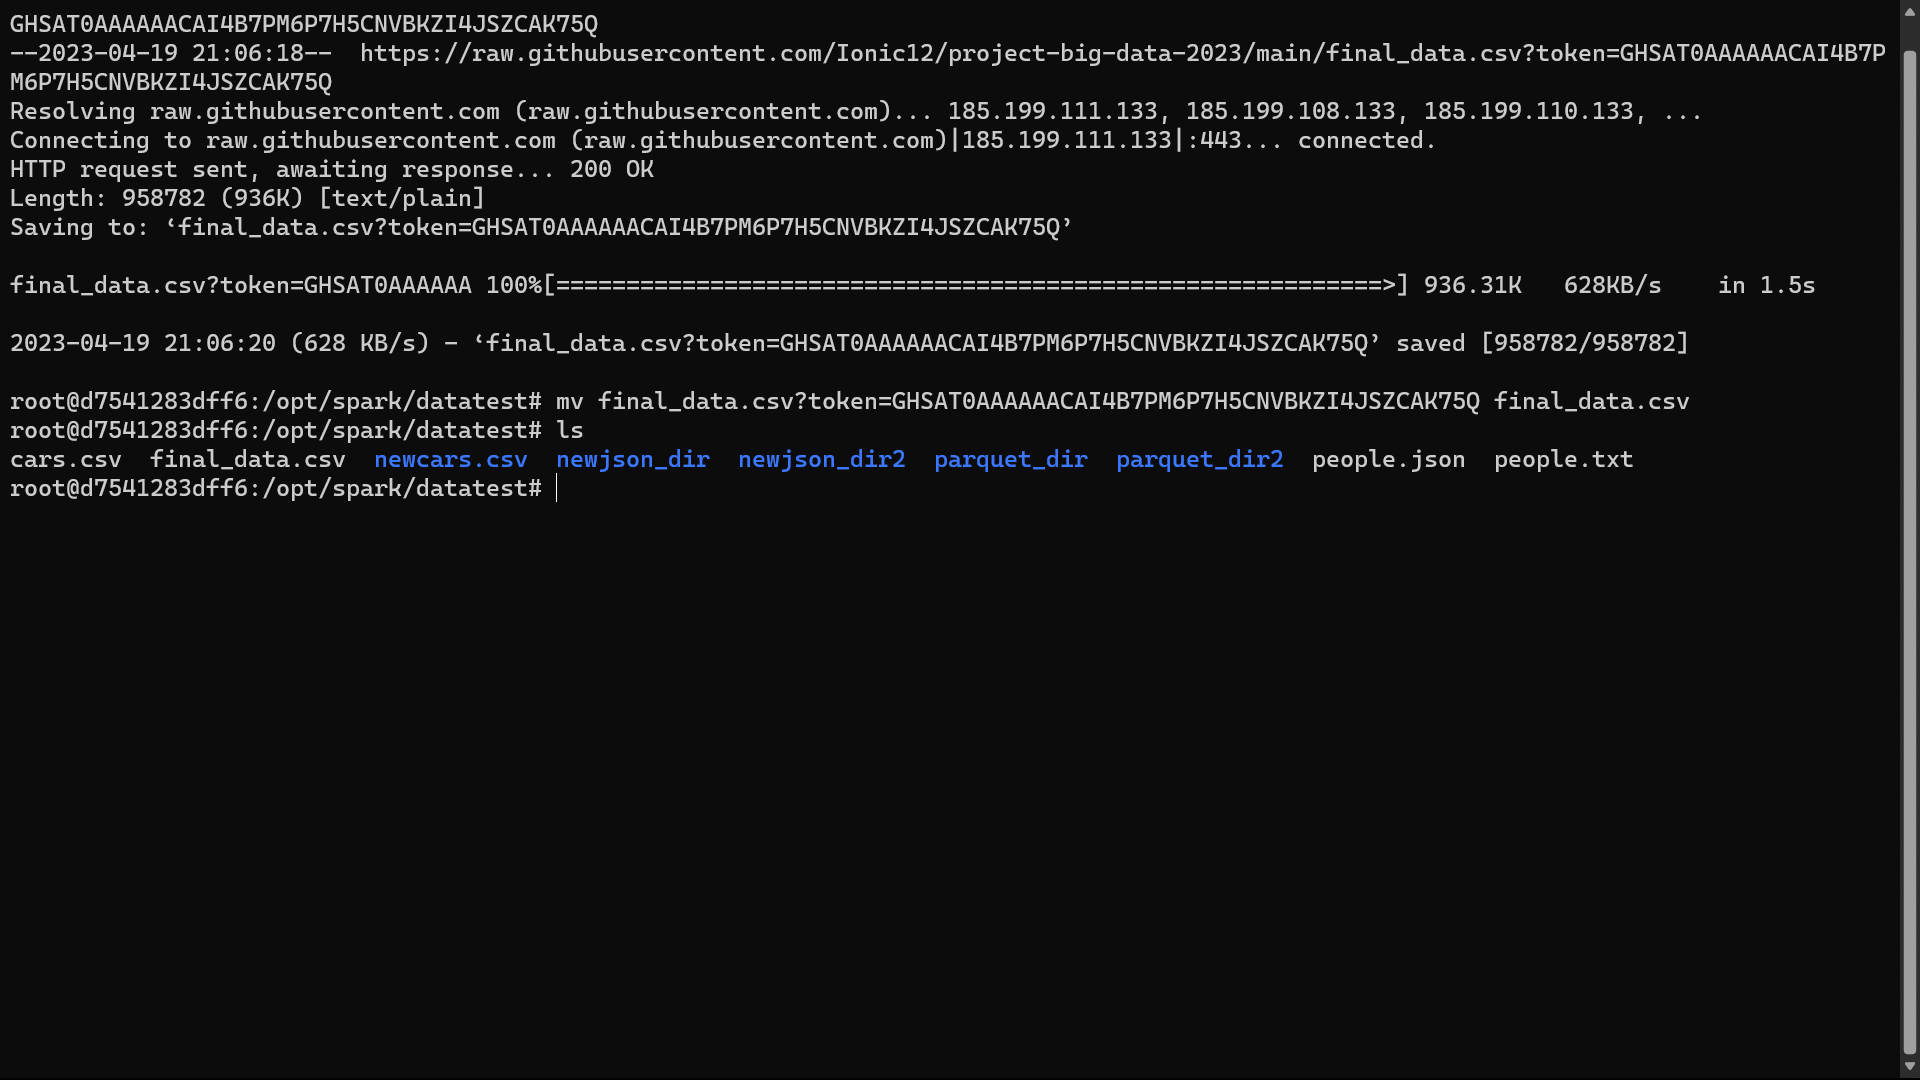 GHSAT0AAAAAACAI4B7PM6P7H5CNVBKZI4JSZCAK75Q
--2023-04-19 21:06:18--  https://raw.githubusercontent.com/Ionic12/project-big-data-2023/main/final_data.csv?token=GHSAT0AAAAAACAI4B7P
M6P7H5CNVBKZI4JSZCAK75Q
Resolving raw.githubusercontent.com (raw.githubusercontent.com)... 185.199.111.133, 185.199.108.133, 185.199.110.133, ...
Connecting to raw.githubusercontent.com (raw.githubusercontent.com)|185.199.111.133|:443... connected.
HTTP request sent, awaiting response... 200 OK
Length: 958782 (936K) [text/plain]
Saving to: ‘final_data.csv?token=GHSAT0AAAAAACAI4B7PM6P7H5CNVBKZI4JSZCAK75Q’
final_data.csv?token=GHSAT0AAAAAA 100%[===========================================================>] 936.31K   628KB/s    in 1.5s
2023-04-19 21:06:20 (628 KB/s) - ‘final_data.csv?token=GHSAT0AAAAAACAI4B7PM6P7H5CNVBKZI4JSZCAK75Q’ saved [958782/958782]
root@d7541283dff6:/opt/spark/datatest# mv final_data.csv?token=GHSAT0AAAAAACAI4B7PM6P7H5CNVBKZI4JSZCAK75Q final_data.csv
root@d7541283dff6:/opt/spark/datatest# ls
cars.csv  final_data.csv  newcars.csv  newjson_dir  newjson_dir2  parquet_dir  parquet_dir2  people.json  people.txt
root@d7541283dff6:/opt/spark/datatest#